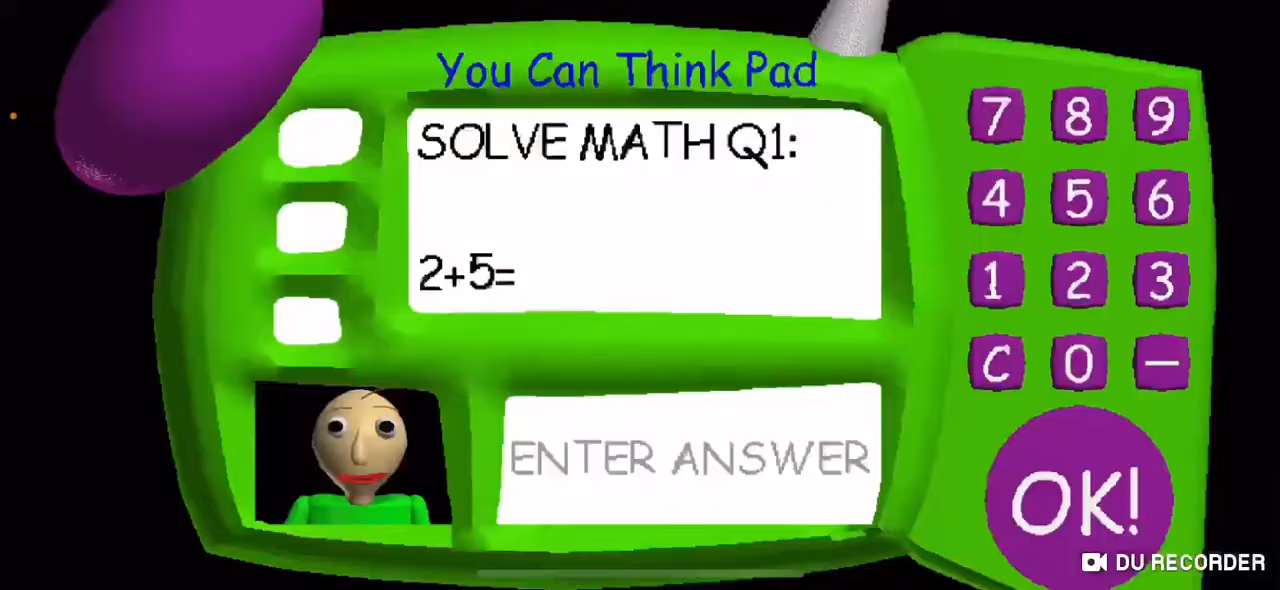 You Can Think Pad
SOLVE MATH Q1:
2+5=
ENTER ANSWER
7 8 9
4 5 6
1 2 3
C 0 –
OK!
DU RECORDER